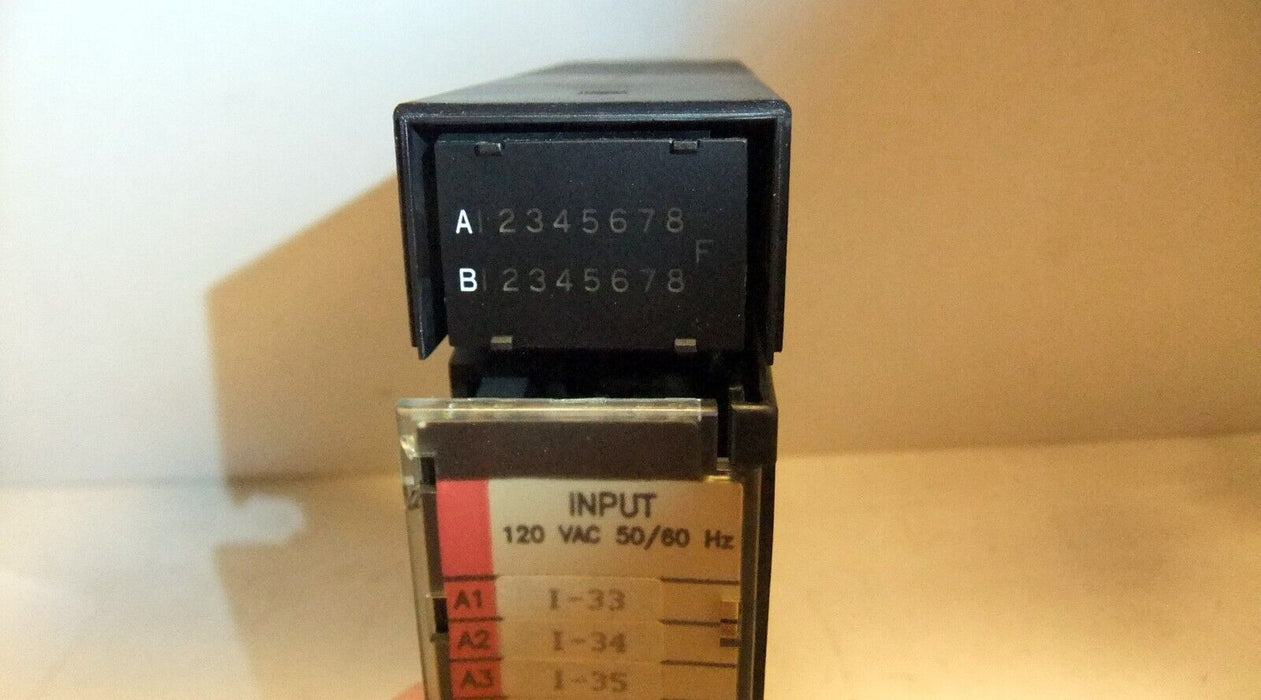 A 1 2 3 4 5 6 7 8
F
B 1 2 3 4 5 6 7 8
INPUT
120 VAC 50/60 Hz
A1 I-33
A2 I-34
A3 I-35